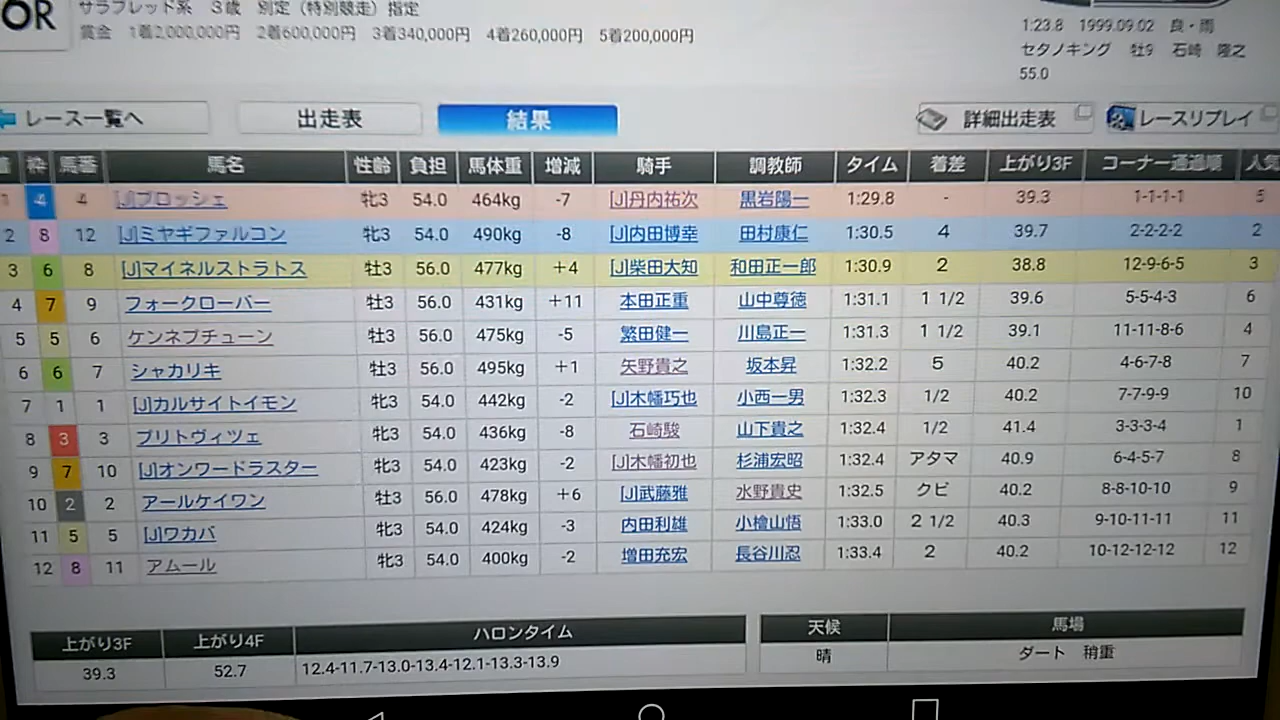 6R
サラブレッド系 3歳 別定（特別競走）指定
賞金 1着2,000,000円 2着600,000円 3着340,000円 4着260,000円 5着200,000円
1:23.8 1999.09.02 良・雨
セタノキング 牡9 石崎 隆之
55.0
レース一覧へ 出走表 結果 詳細出走表 レースリプレイ
着 枠 馬番 馬名 性齢 負担 馬体重 増減 騎手 調教師 タイム 着差 上がり3F コーナー通過順 人気
1 4 4 [J]ブロッシェ 牝3 54.0 464kg -7 [J]丹内祐次 黒岩陽一 1:29.8 - 39.3 1-1-1-1 5
2 8 12 [J]ミヤギファルコン 牝3 54.0 490kg -8 [J]内田博幸 田村康仁 1:30.5 4 39.7 2-2-2-2 2
3 6 8 [J]マイネルストラトス 牡3 56.0 477kg +4 [J]柴田大知 和田正一郎 1:30.9 2 38.8 12-9-6-5 3
4 7 9 フォークローバー 牡3 56.0 431kg +11 本田正重 山中尊徳 1:31.1 1 1/2 39.6 5-5-4-3 6
5 5 6 ケンネプチューン 牡3 56.0 475kg -5 繁田健一 川島正一 1:31.3 1 1/2 39.1 11-11-8-6 4
6 6 7 シャカリキ 牡3 56.0 495kg +1 矢野貴之 坂本昇 1:32.2 5 40.2 4-6-7-8 7
7 1 1 [J]カルサイトイモン 牝3 54.0 442kg -2 [J]木幡巧也 小西一男 1:32.3 1/2 40.2 7-7-9-9 10
8 3 3 ブリトヴィツェ 牝3 54.0 436kg -8 石崎駿 山下貴之 1:32.4 1/2 41.4 3-3-3-4 1
9 7 10 [J]オンワードラスター 牝3 54.0 423kg -2 [J]木幡初也 杉浦宏昭 1:32.4 アタマ 40.9 6-4-5-7 8
10 2 2 アールケイワン 牡3 56.0 478kg +6 [J]武藤雅 水野貴史 1:32.5 クビ 40.2 8-8-10-10 9
11 5 5 [J]ワカバ 牝3 54.0 424kg -3 内田利雄 小檜山悟 1:33.0 2 1/2 40.3 9-10-11-11 11
12 8 11 アムール 牝3 54.0 400kg -2 増田充宏 長谷川忍 1:33.4 2 40.2 10-12-12-12 12
上がり3F 上がり4F ハロンタイム 天候 馬場
39.3 52.7 12.4-11.7-13.0-13.4-12.1-13.3-13.9 晴 ダート 稍重